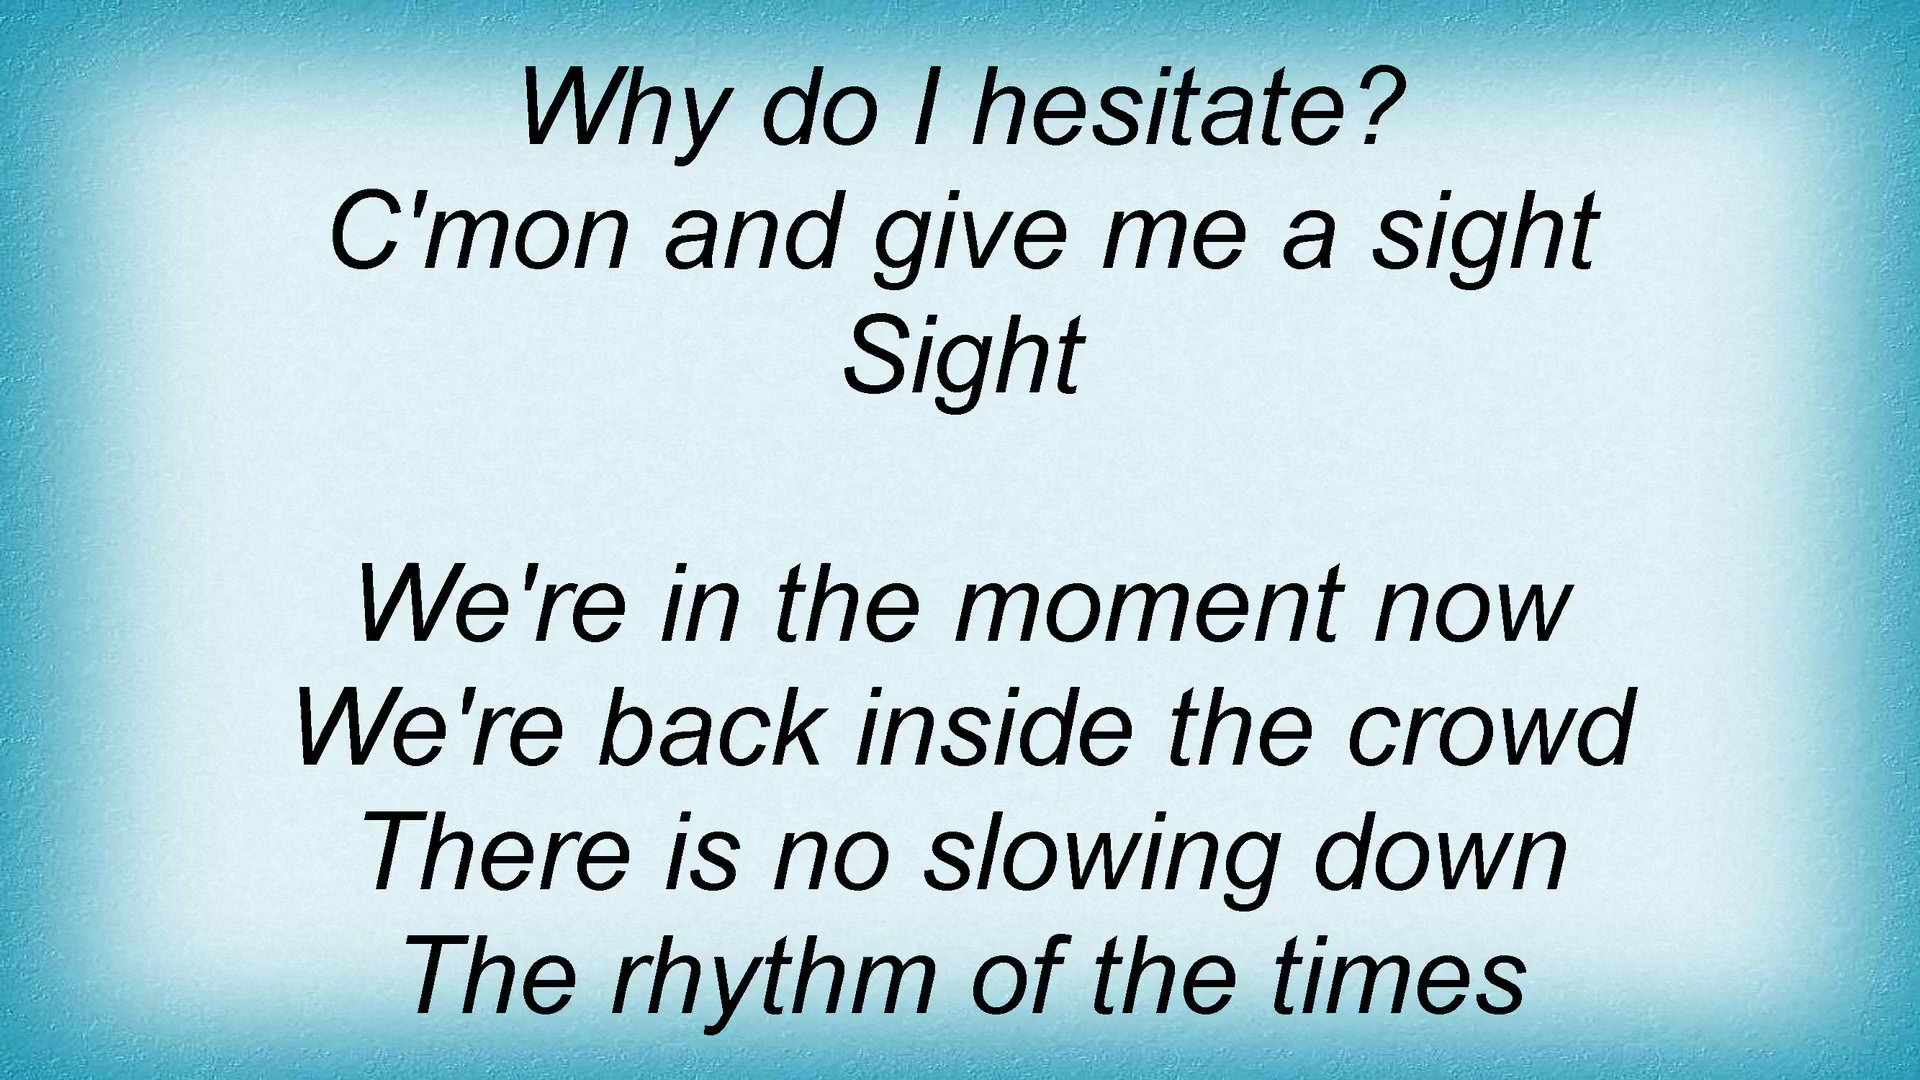 Why do I hesitate?
C'mon and give me a sight
Sight
We're in the moment now
We're back inside the crowd
There is no slowing down
The rhythm of the times